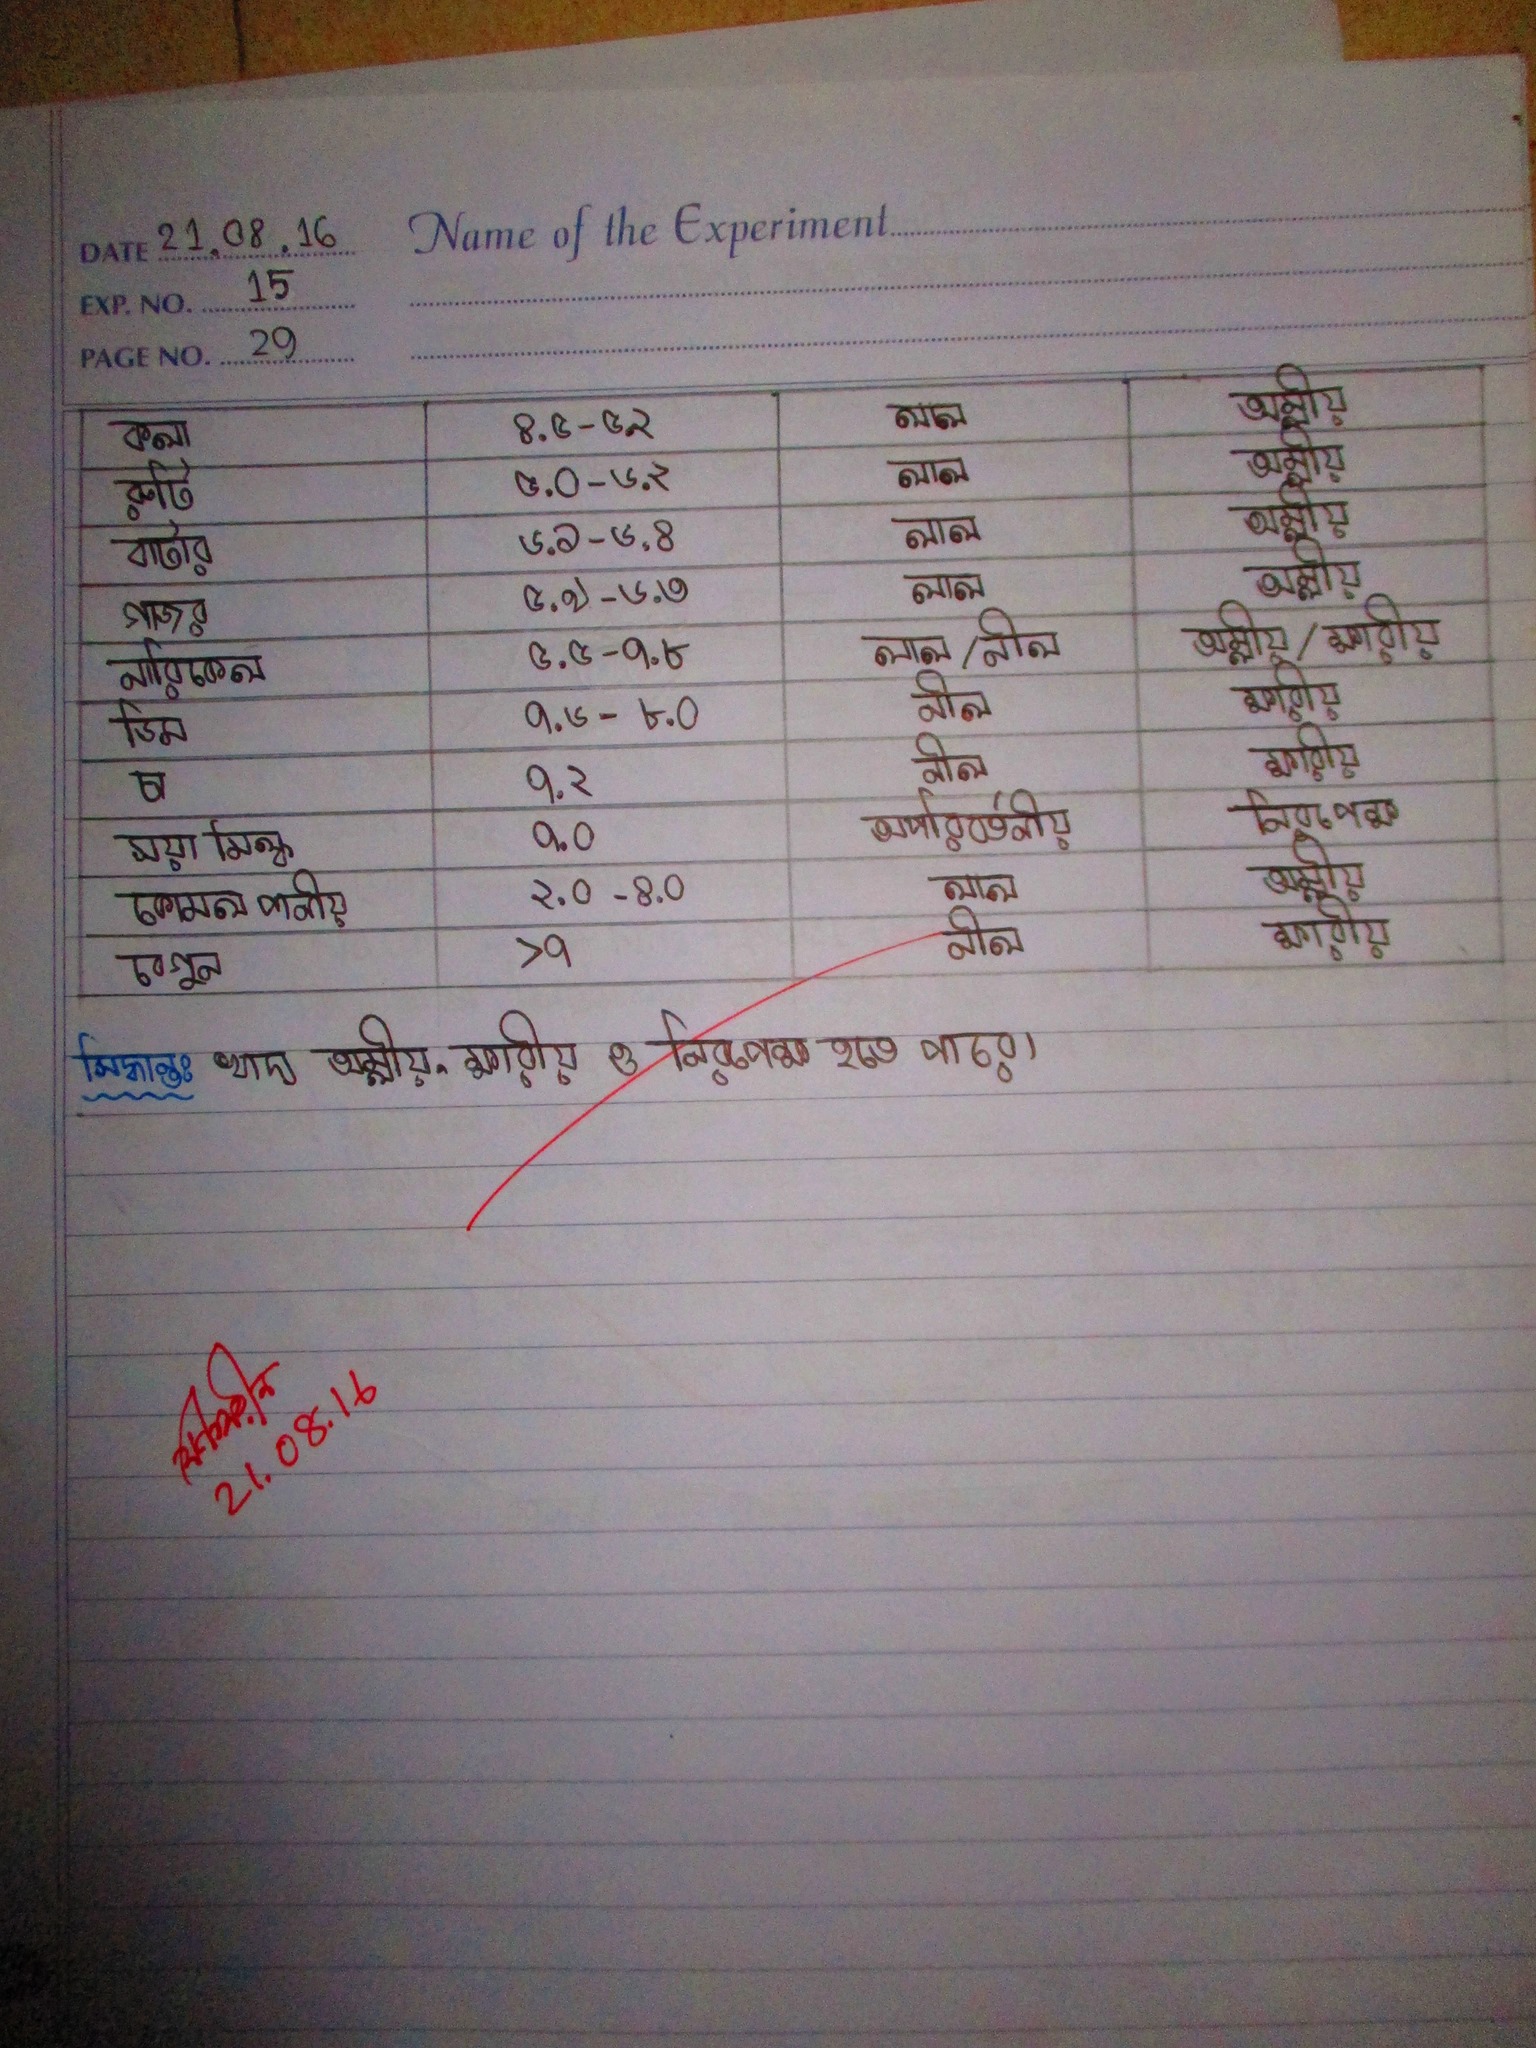 DATE 21.08.16 Name of the Experiment
EXP. NO. 15
PAGE NO. 29
কলা ৪.৫-৫.২ লাল অম্লীয়
রুটি ৫.০-৬.২ লাল অম্লীয়
বাটার ৬.১-৬.৪ লাল অম্লীয়
গাজর ৫.৯-৬.৩ লাল অম্লীয়
নারিকেল ৫.৫-৭.৮ লাল/নীল অম্লীয়/ক্ষারীয়
ডিম ৭.৬-৮.০ নীল ক্ষারীয়
চা ৭.২ নীল ক্ষারীয়
সয়া মিল্ক ৭.০ অপরিবর্তনীয় নিরপেক্ষ
কোমল পানীয় ২.০-৪.০ লাল অম্লীয়
বেগুন >৭ নীল ক্ষারীয়
সিদ্ধান্তঃ খাদ্য অম্লীয়, ক্ষারীয় ও নিরপেক্ষ হতে পারে।
21.08.16